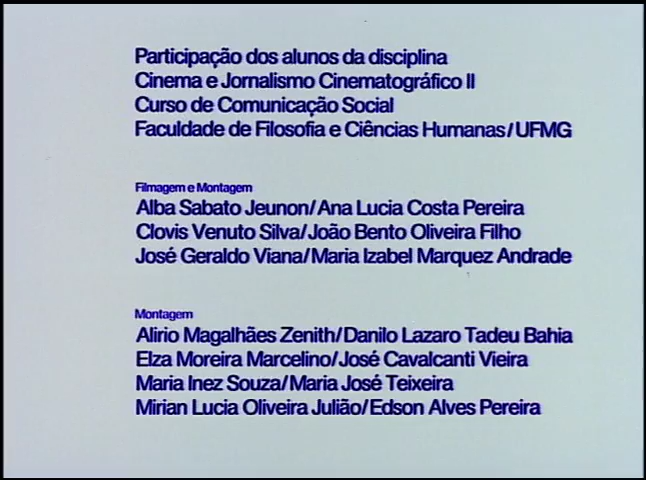 Participação dos alunos da disciplina
Cinema e Jornalismo Cinematográfico II
Curso de Comunicação Social
Faculdade de Filosofia e Ciências Humanas/UFMG
Filmagem e Montagem
Alba Sabato Jeunon/Ana Lucia Costa Pereira
Clovis Venuto Silva/João Bento Oliveira Filho
José Geraldo Viana/Maria Izabel Marquez Andrade
Montagem
Alirio Magalhães Zenith/Danilo Lazaro Tadeu Bahia
Elza Moreira Marcelino/José Cavalcanti Vieira
Maria Inez Souza/Maria José Teixeira
Mirian Lucia Oliveira Julião/Edson Alves Pereira